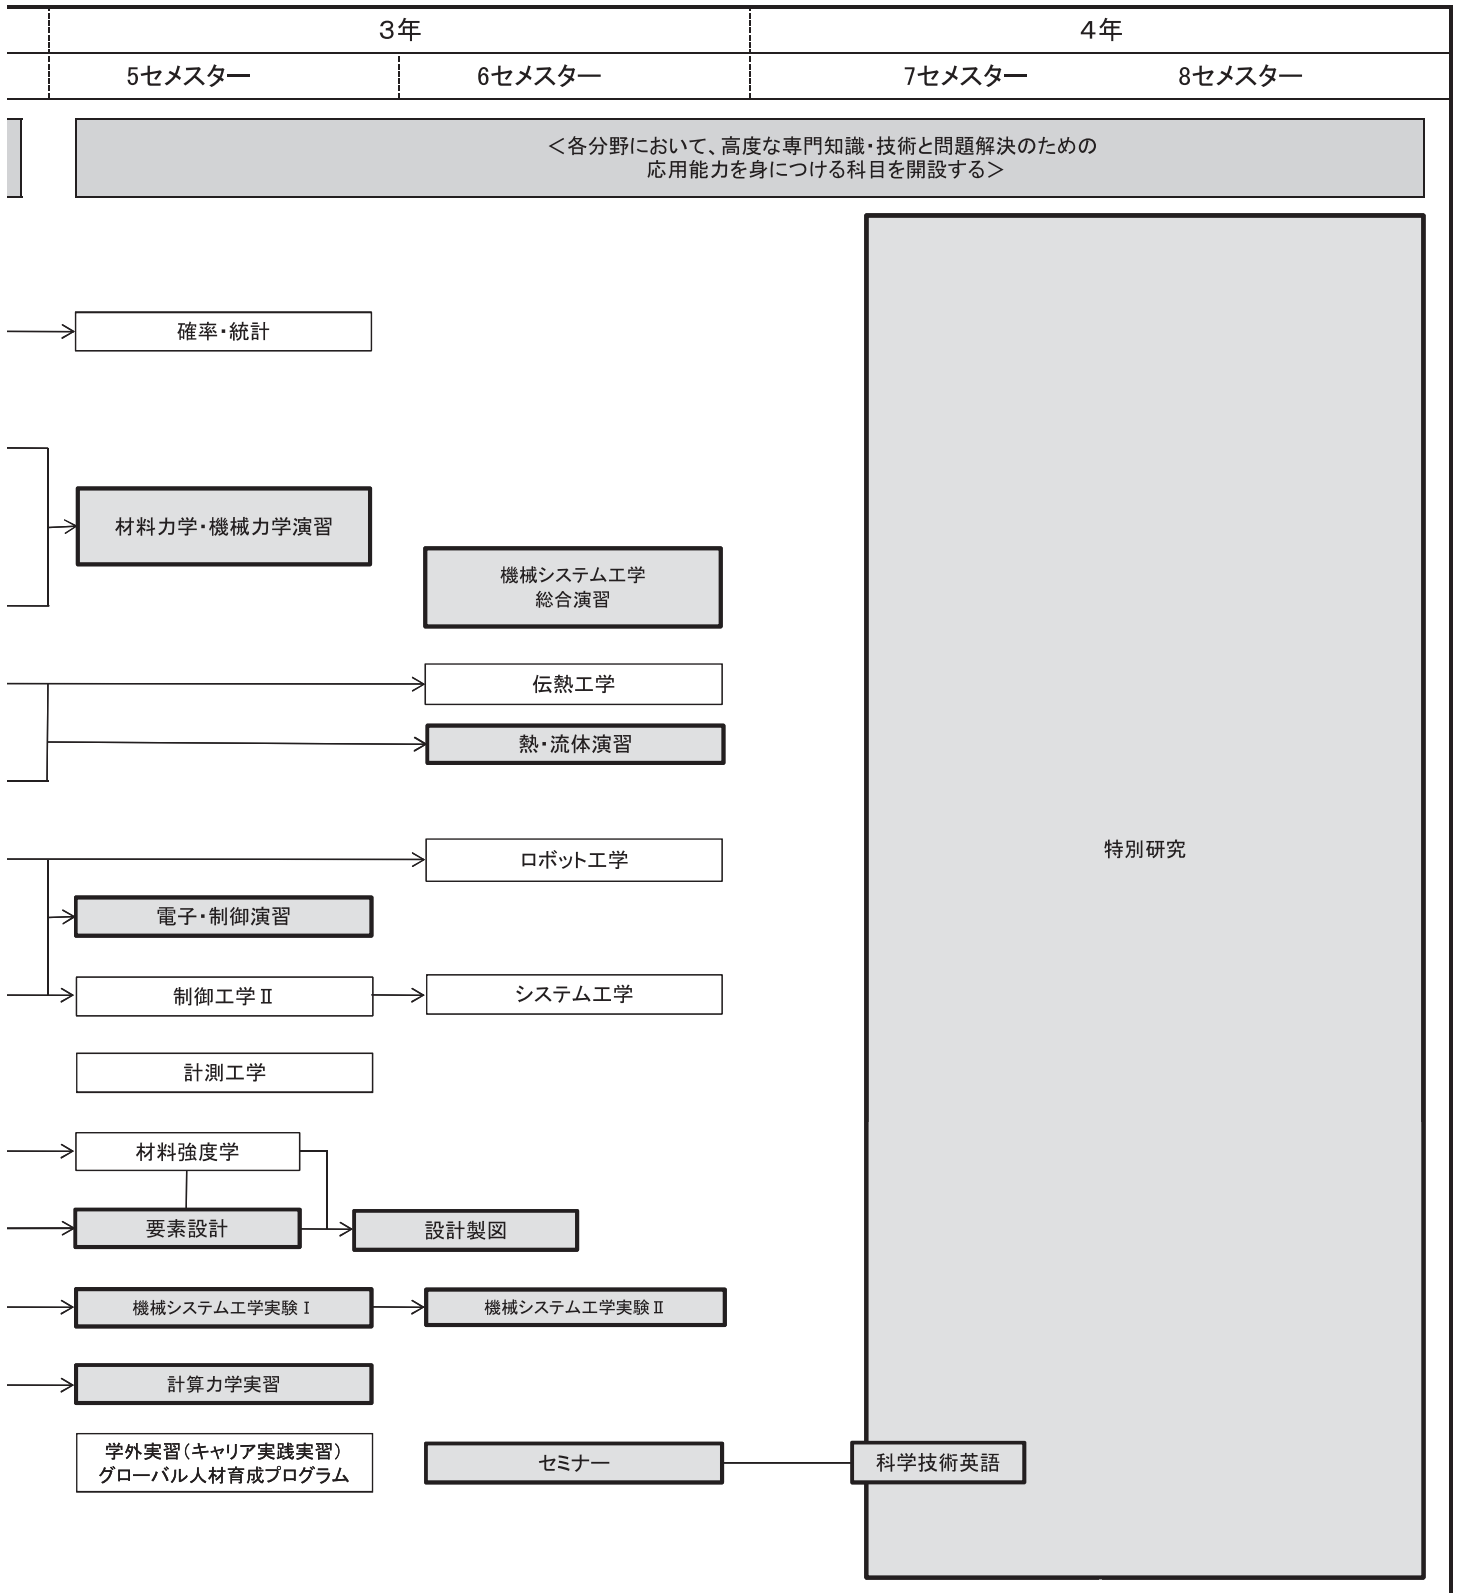 3年
4年
5セメスター
6セメスター
7セメスター
8セメスター
＜各分野において、高度な専門知識・技術と問題解決のための
応用能力を身につける科目を開設する＞
確率・統計
材料力学・機械力学演習
機械システム工学
総合演習
伝熱工学
熱・流体演習
特別研究
ロボット工学
電子・制御演習
制御工学Ⅱ
システム工学
計測工学
材料強度学
要素設計
設計製図
機械システム工学実験Ⅰ
機械システム工学実験Ⅱ
計算力学実習
学外実習（キャリア実践実習）
グローバル人材育成プログラム
セミナー
科学技術英語